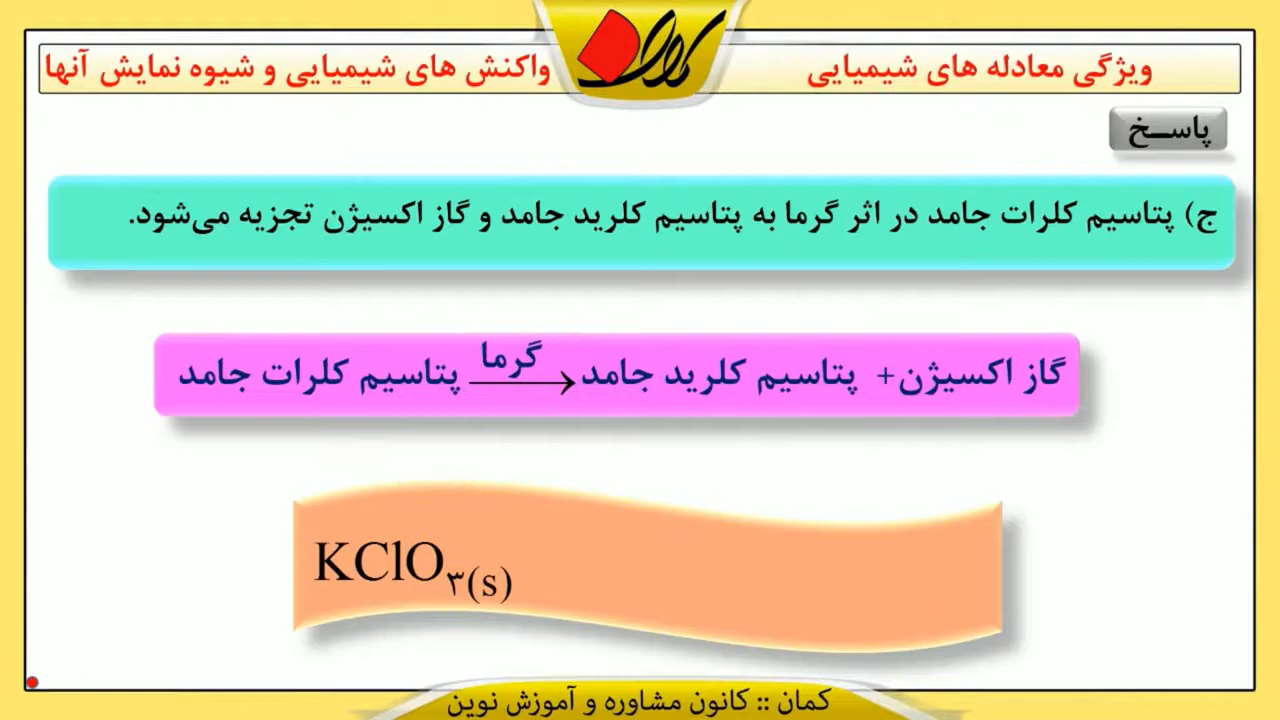 ویژگی معادله های شیمیایی
کمان
واکنش های شیمیایی و شیوه نمایش آنها
پاسخ
ج) پتاسیم کلرات جامد در اثر گرما به پتاسیم کلرید جامد و گاز اکسیژن تجزیه می‌شود.
گرما
پتاسیم کلرات جامد ⟶ پتاسیم کلرید جامد + گاز اکسیژن
KClO۳(s)
کمان :: کانون مشاوره و آموزش نوین